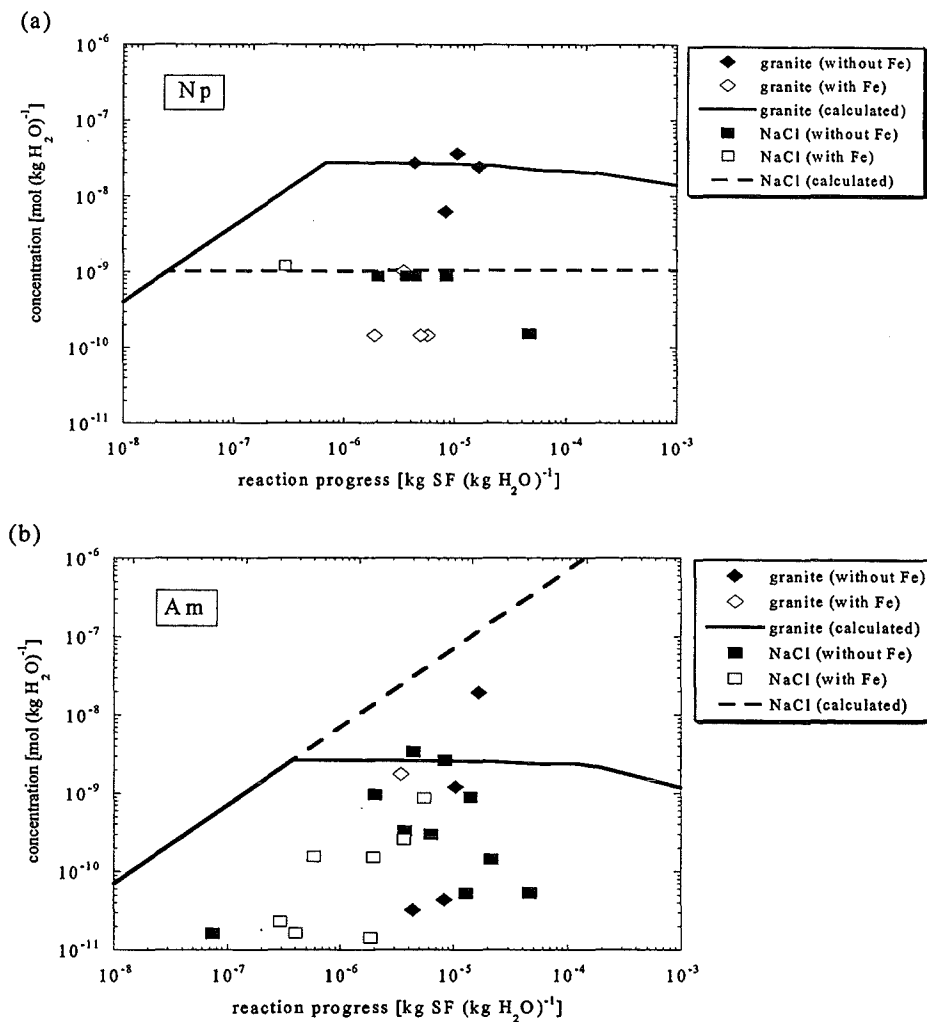 (a)
10⁻⁶
10⁻⁷
10⁻⁸
10⁻⁹
10⁻¹⁰
10⁻¹¹
concentration [mol (kg H₂O)⁻¹]
Np
10⁻⁸ 10⁻⁷ 10⁻⁶ 10⁻⁵ 10⁻⁴ 10⁻³
reaction progress [kg SF (kg H₂O)⁻¹]
granite (without Fe)
granite (with Fe)
granite (calculated)
NaCl (without Fe)
NaCl (with Fe)
NaCl (calculated)
(b)
10⁻⁶
10⁻⁷
10⁻⁸
10⁻⁹
10⁻¹⁰
10⁻¹¹
concentration [mol (kg H₂O)⁻¹]
Am
10⁻⁸ 10⁻⁷ 10⁻⁶ 10⁻⁵ 10⁻⁴ 10⁻³
reaction progress [kg SF (kg H₂O)⁻¹]
granite (without Fe)
granite (with Fe)
granite (calculated)
NaCl (without Fe)
NaCl (with Fe)
NaCl (calculated)